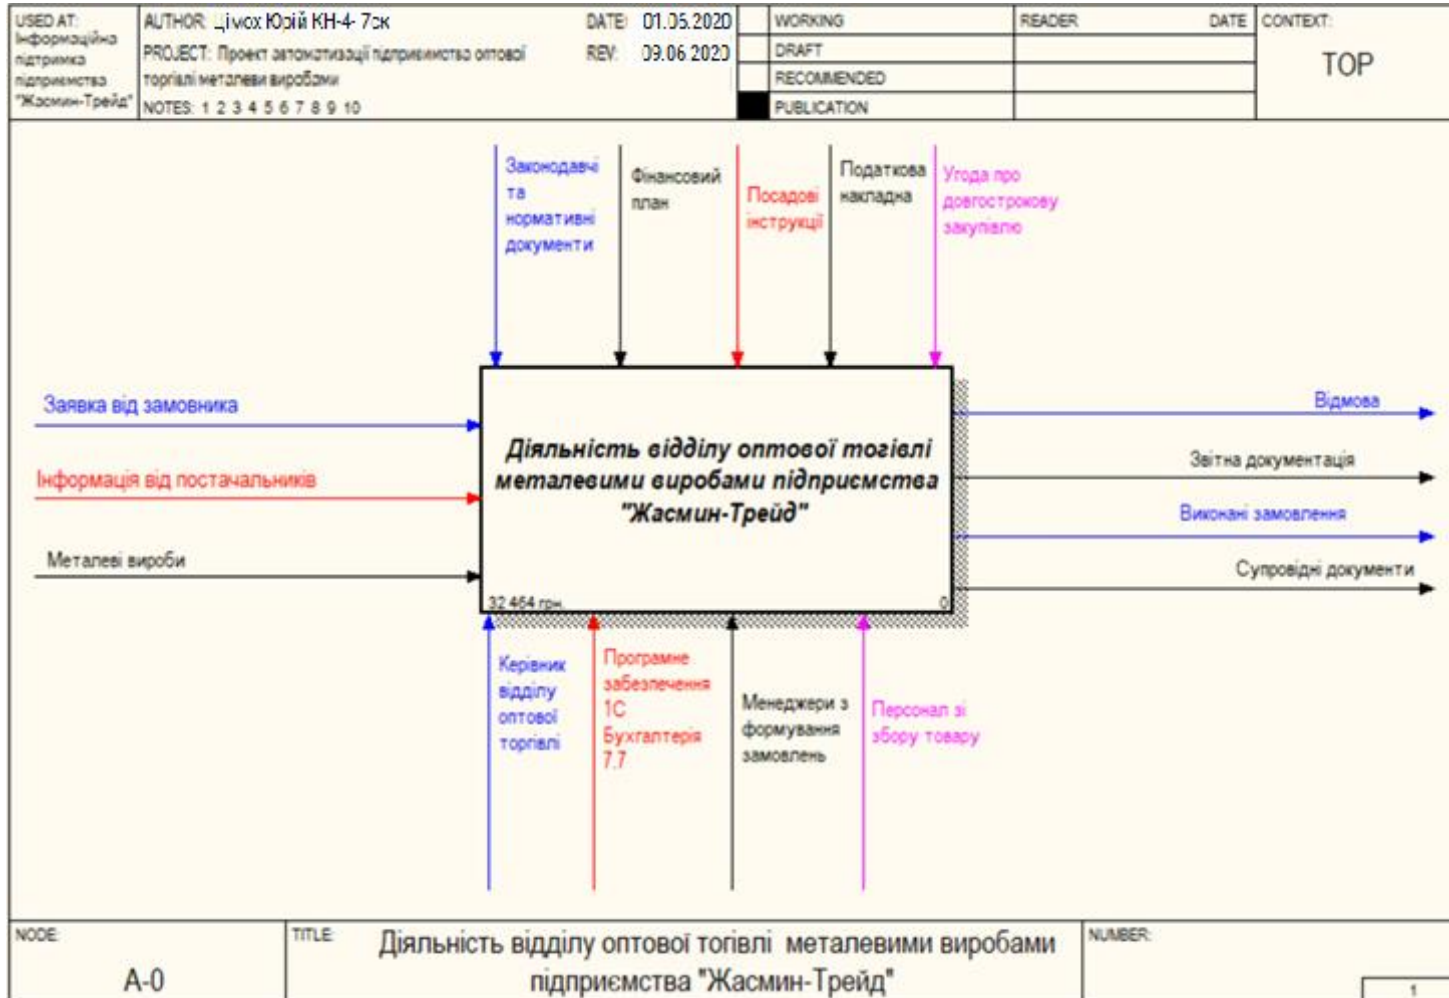 USED AT:
Інформаційна
підтримка
підприємства
"Жасмин-Трейд"
AUTHOR: Цімох Юрій КН-4-7ск
DATE: 01.05.2020
PROJECT: Проект автоматизації підприємства оптової
торгівлі металеви виробами
REV: 09.06.2020
NOTES: 1 2 3 4 5 6 7 8 9 10
WORKING
DRAFT
RECOMMENDED
PUBLICATION
READER
DATE
CONTEXT:
TOP
Законодавчі
та
нормативні
документи
Фінансовий
план
Посадові
інструкції
Податкова
накладна
Угода про
довгострокову
закупівлю
Заявка від замовника
Інформація від постачальників
Металеві вироби
Діяльність відділу оптової тогівлі
металевими виробами підприємства
"Жасмин-Трейд"
32 464 грн.
0
Відмова
Звітна документація
Виконані замовлення
Супровідні документи
Керівник
відділу
оптової
торгівлі
Програмне
забезпечення
1С
Бухгалтерія
7.7
Менеджери з
формування
замовлень
Персонал зі
збору товару
NODE:
A-0
TITLE:
Діяльність відділу оптової тогівлі металевими виробами
підприємства "Жасмин-Трейд"
NUMBER:
1